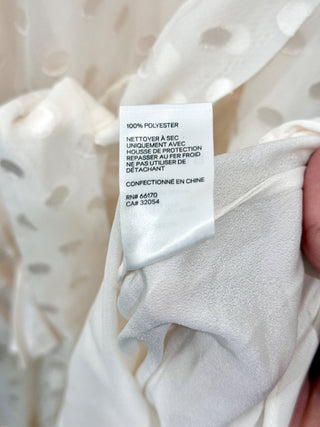 100% POLYESTER
NETTOYER À SEC
UNIQUEMENT AVEC
HOUSSE DE PROTECTION
REPASSER AU FER FROID
NE PAS UTILISER DE
DÉTACHANT
CONFECTIONNÉ EN CHINE
RN# 66170
CA# 32054